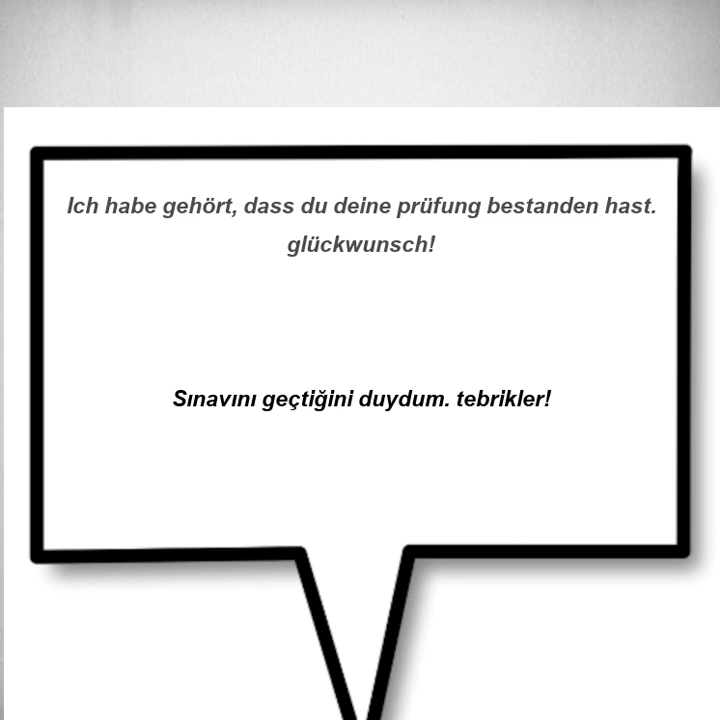 Ich habe gehört, dass du deine prüfung bestanden hast.
glückwunsch!
Sınavını geçtiğini duydum. tebrikler!